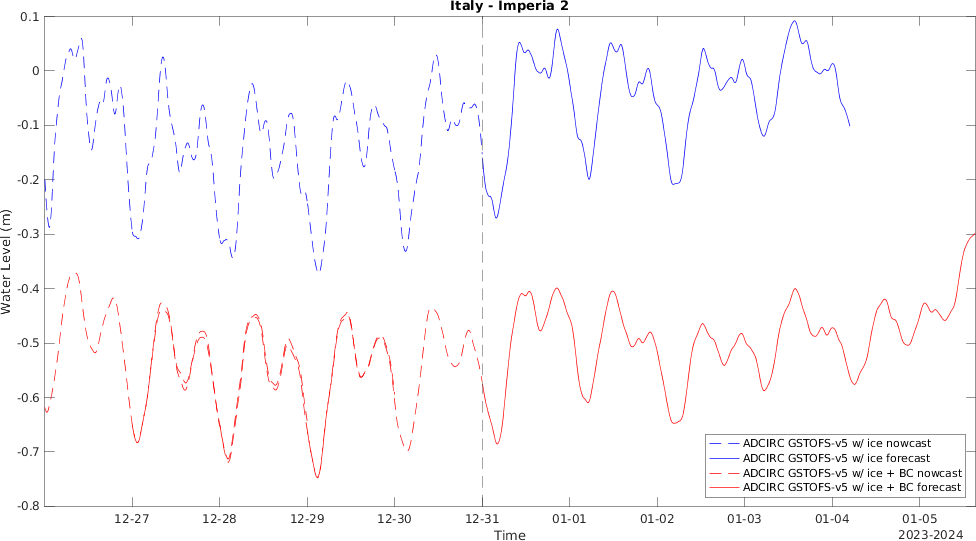 Italy - Imperia 2
0.1
0
-0.1
-0.2
-0.3
-0.4
-0.5
-0.6
-0.7
-0.8
Water Level (m)
12-27 12-28 12-29 12-30 12-31 01-01 01-02 01-03 01-04 01-05
Time
2023-2024
ADCIRC GSTOFS-v5 w/ ice nowcast
ADCIRC GSTOFS-v5 w/ ice forecast
ADCIRC GSTOFS-v5 w/ ice + BC nowcast
ADCIRC GSTOFS-v5 w/ ice + BC forecast